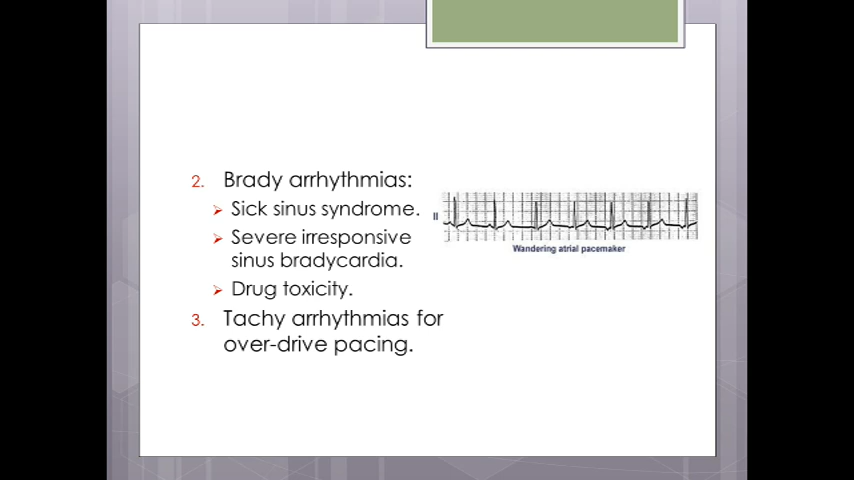 2. Brady arrhythmias:
➢ Sick sinus syndrome.
➢ Severe irresponsive
sinus bradycardia.
➢ Drug toxicity.
3. Tachy arrhythmias for
over-drive pacing.
II
Wandering atrial pacemaker